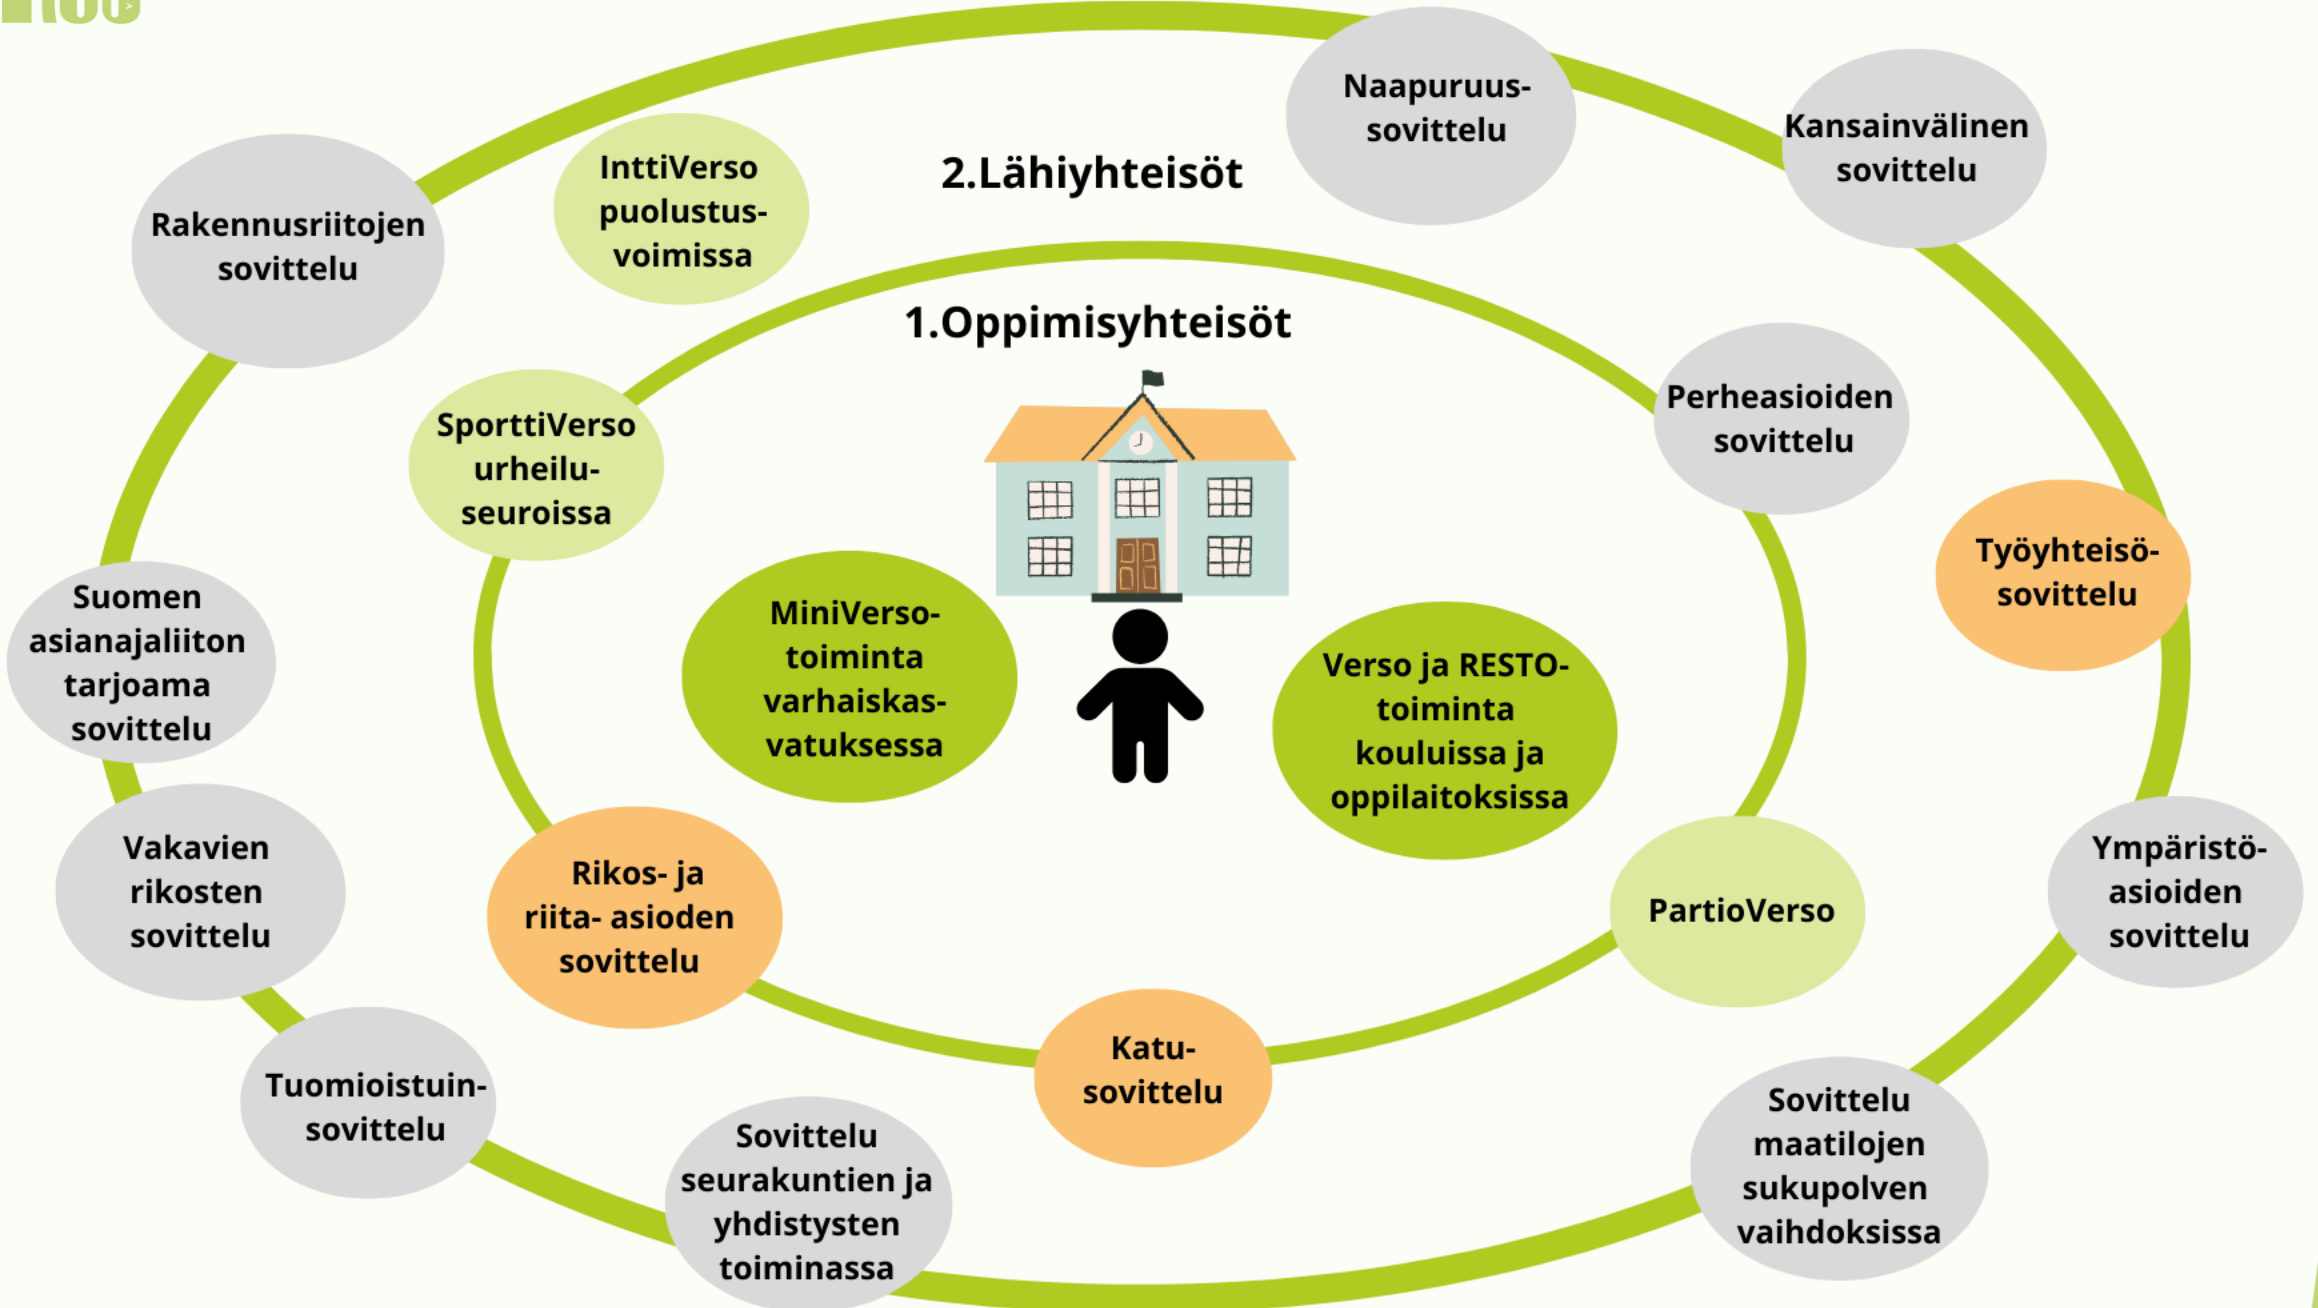 Naapuruus-
sovittelu
Kansainvälinen
sovittelu
InttiVerso
puolustus-
voimissa
2.Lähiyhteisöt
Rakennusriitojen
sovittelu
1.Oppimisyhteisöt
SporttiVerso
urheilu-
seuroissa
Perheasioiden
sovittelu
Työyhteisö-
sovittelu
Suomen
asianajaliiton
tarjoama
sovittelu
MiniVerso-
toiminta
varhaiskas-
vatuksessa
Verso ja RESTO-
toiminta
kouluissa ja
oppilaitoksissa
Vakavien
rikosten
sovittelu
Rikos- ja
riita- asioden
sovittelu
PartioVerso
Ympäristö-
asioiden
sovittelu
Katu-
sovittelu
Tuomioistuin-
sovittelu
Sovittelu
seurakuntien ja
yhdistysten
toiminassa
Sovittelu
maatilojen
sukupolven
vaihdoksissa